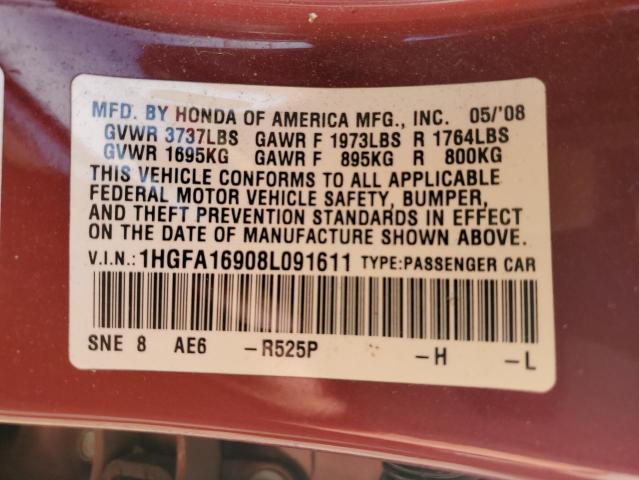 MFD. BY HONDA OF AMERICA MFG., INC. 05/'08
GVWR 3737LBS GAWR F 1973LBS R 1764LBS
GVWR 1695KG GAWR F 895KG R 800KG
THIS VEHICLE CONFORMS TO ALL APPLICABLE
FEDERAL MOTOR VEHICLE SAFETY, BUMPER,
AND THEFT PREVENTION STANDARDS IN EFFECT
ON THE DATE OF MANUFACTURE SHOWN ABOVE.
V.I.N.: 1HGFA16908L091611 TYPE:PASSENGER CAR
SNE 8 AE6 -R525P -H -L